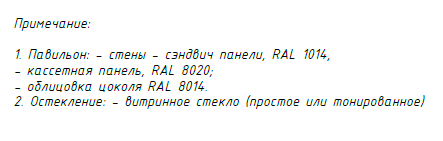 Примечание:
1. Павильон: - стены - сэндвич панели, RAL 1014,
- кассетная панель, RAL 8020;
- облицовка цоколя RAL 8014.
2. Остекление: - витринное стекло (простое или тонированное)